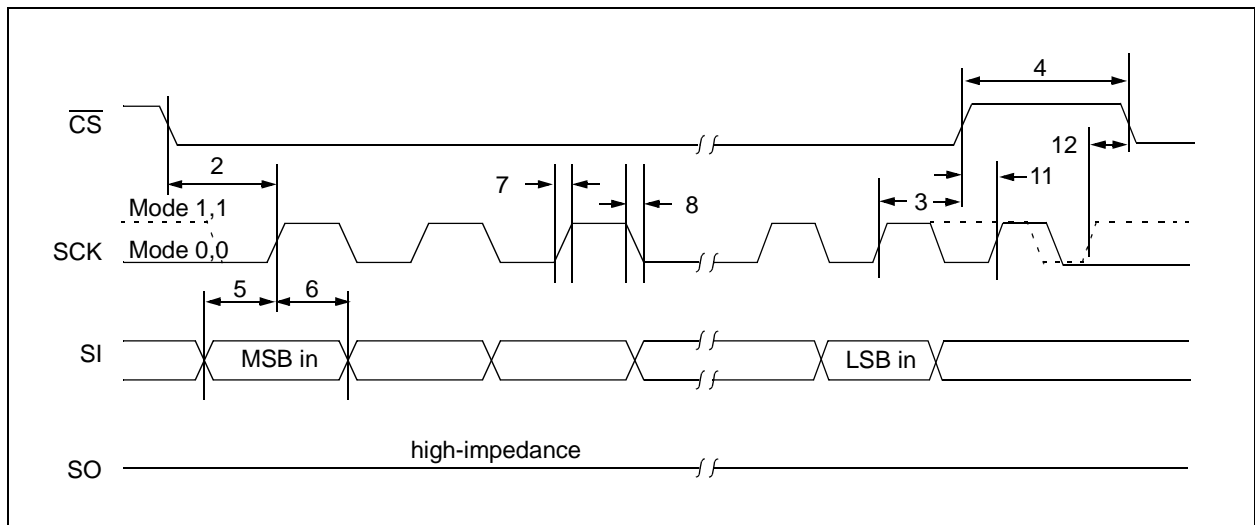 4
CS
12
2
7
11
Mode 1,1
3
8
SCK
Mode 0,0
5
6
SI
MSB in
LSB in
high-impedance
SO